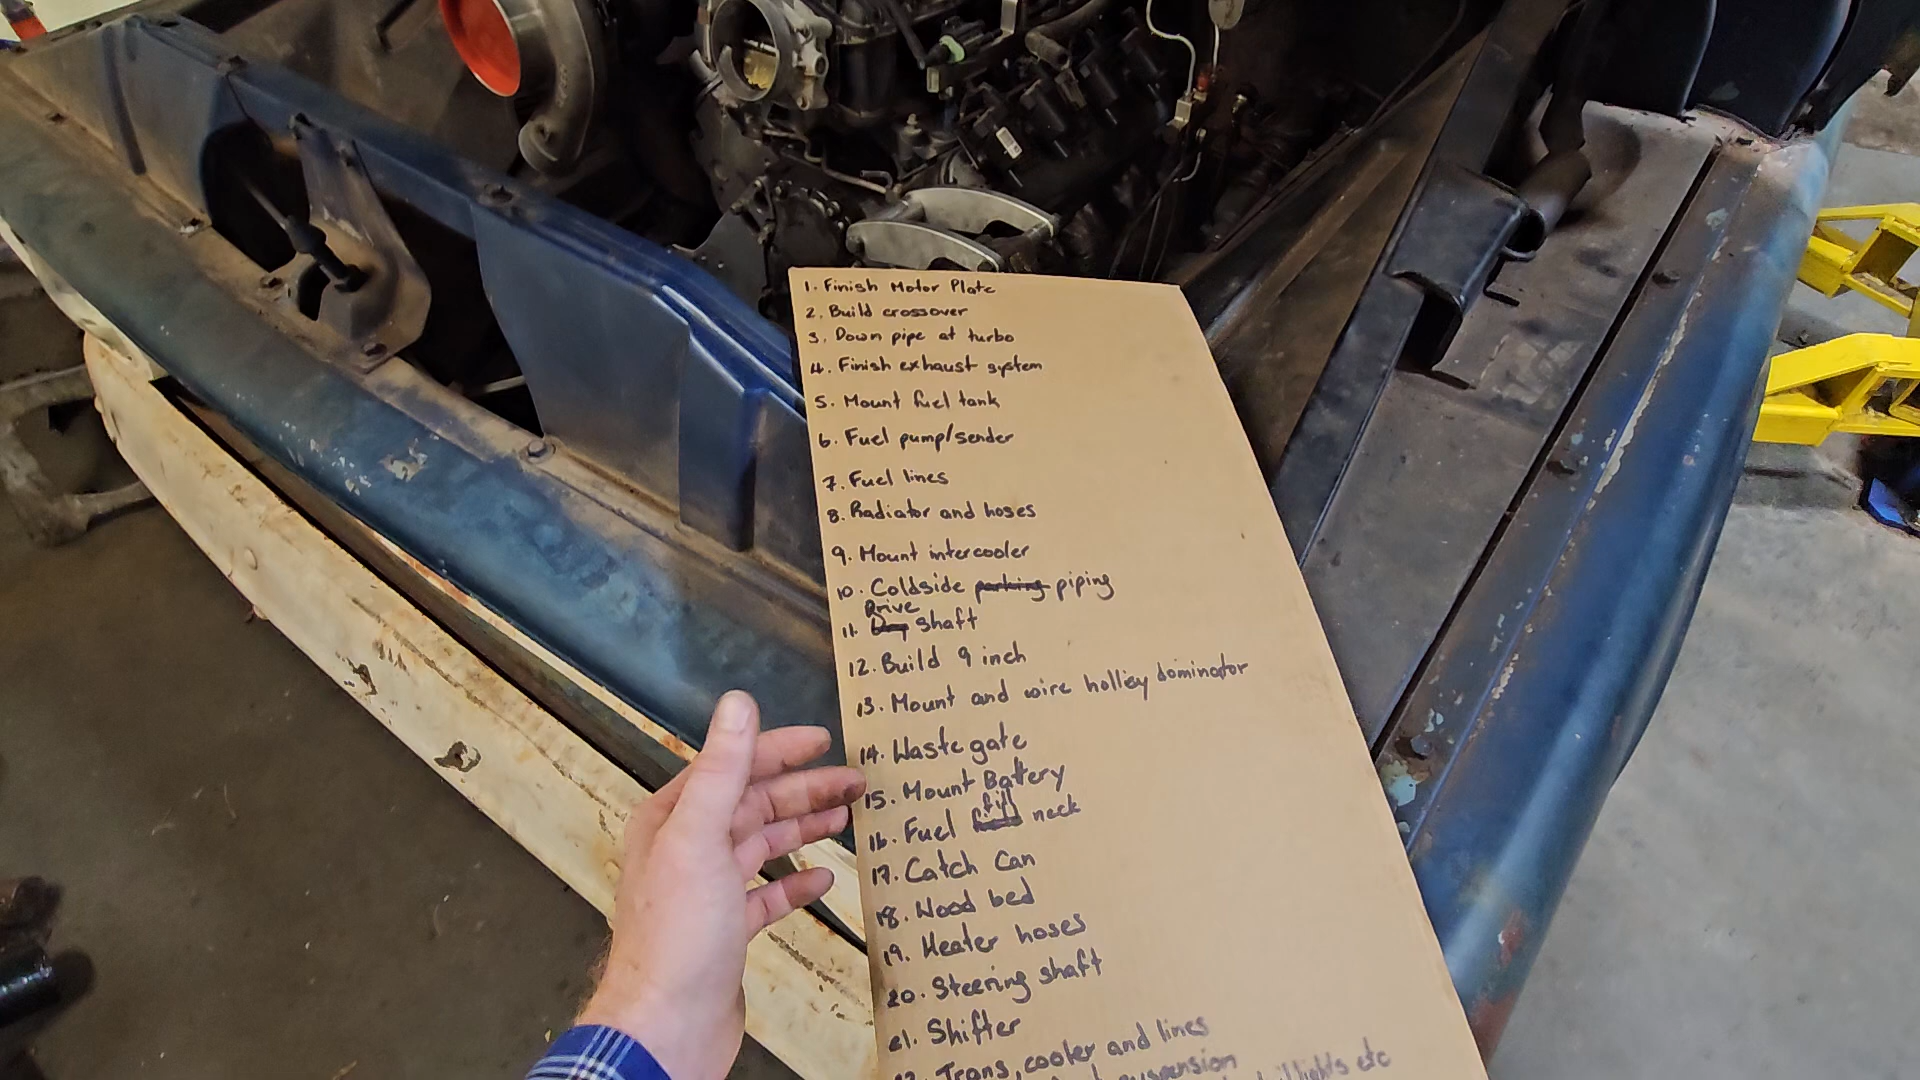 1. Finish Motor Plate
2. Build crossover
3. Down pipe at turbo
4. Finish exhaust system
5. Mount fuel tank
6. Fuel pump/sender
7. Fuel lines
8. Radiator and hoses
9. Mount intercooler
10. Coldside parking piping
Drive
11. shaft
12. Build 9 inch
13. Mount and wire holley dominator
14. Waste gate
15. Mount Battery
fill
16. Fuel neck
17. Catch Can
18. Wood bed
19. Heater hoses
20. Steering shaft
21. Shifter
Trans, cooler and lines
suspension
lights etc